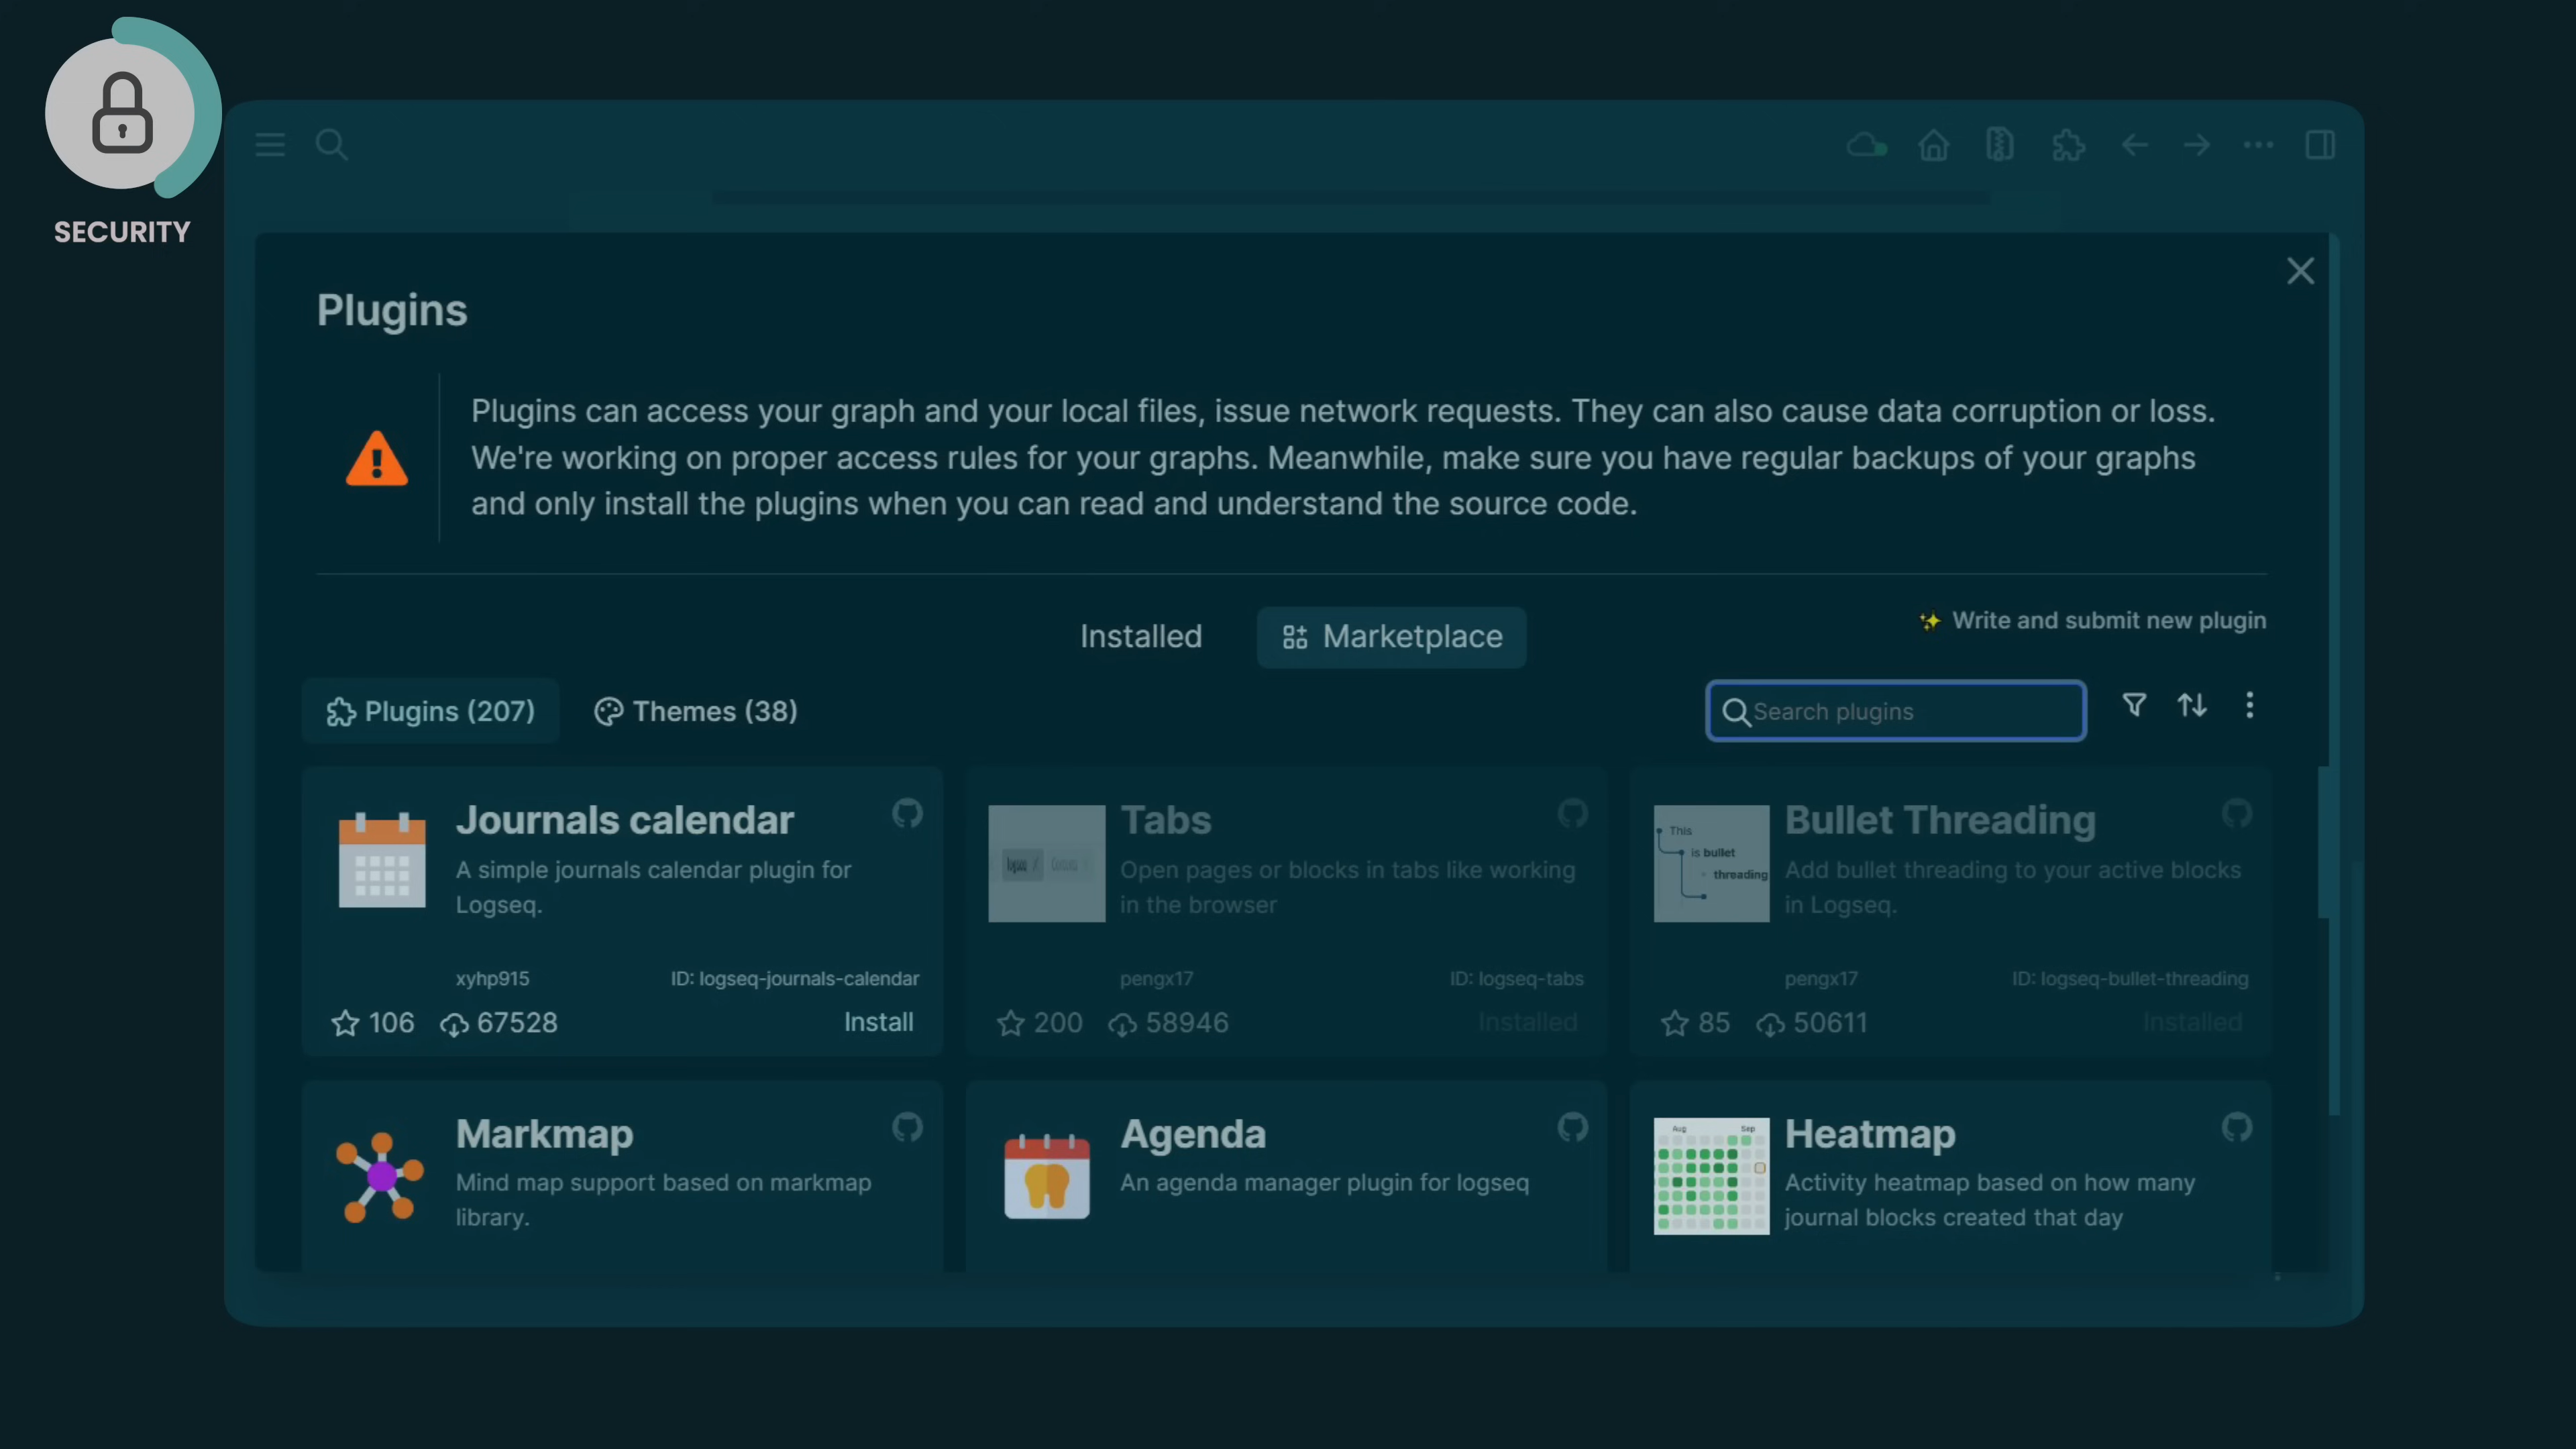 SECURITY
Plugins
Plugins can access your graph and your local files, issue network requests. They can also cause data corruption or loss.
We're working on proper access rules for your graphs. Meanwhile, make sure you have regular backups of your graphs
and only install the plugins when you can read and understand the source code.
Installed
Marketplace
Write and submit new plugin
Plugins (207)
Themes (38)
Search plugins
Journals calendar
A simple journals calendar plugin for
Logseq.
xyhp915
ID: logseq-journals-calendar
106
67528
Install
Tabs
Open pages or blocks in tabs like working
in the browser
pengx17
ID: logseq-tabs
200
58946
Installed
This
is bullet
threading
Bullet Threading
Add bullet threading to your active blocks
in Logseq.
pengx17
ID: logseq-bullet-threading
85
50611
Installed
Markmap
Mind map support based on markmap
library.
Agenda
An agenda manager plugin for logseq
Aug
Sep
Heatmap
Activity heatmap based on how many
journal blocks created that day